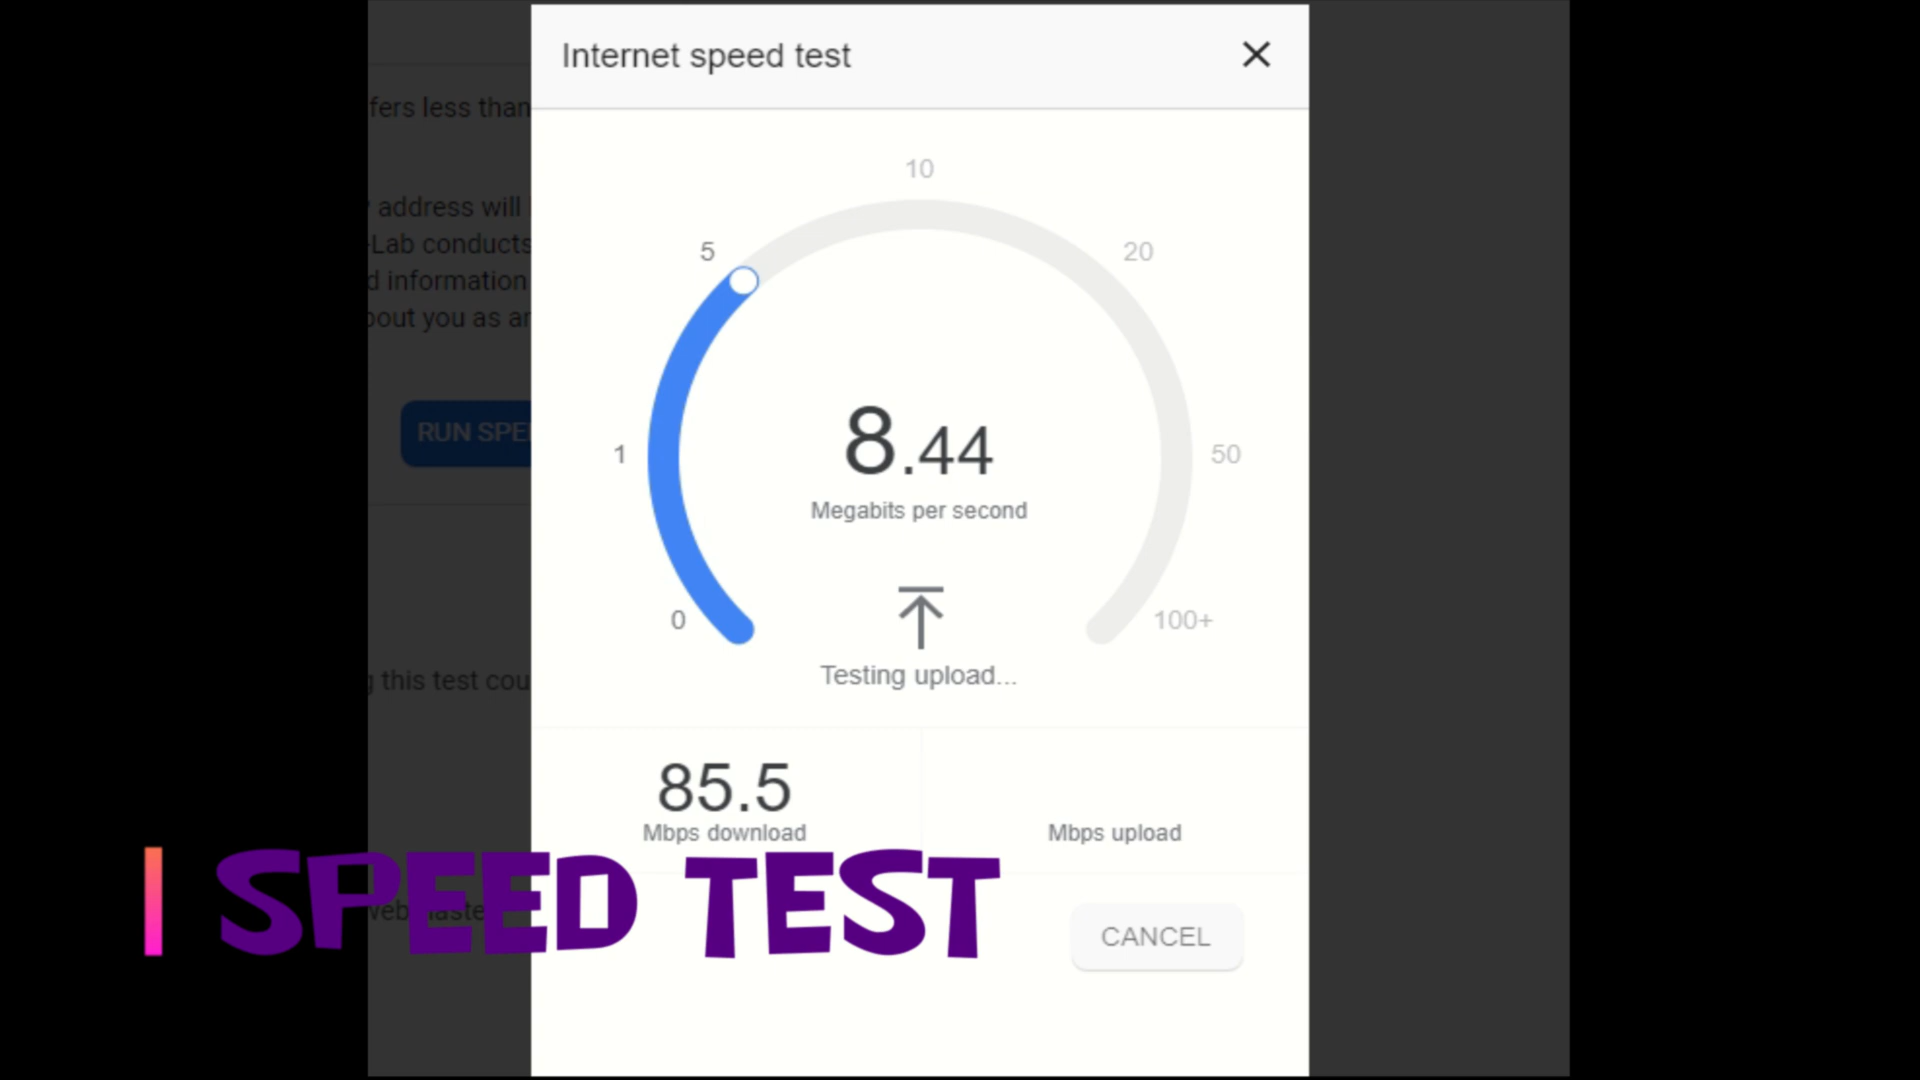 Internet speed test
fers less than
10
address will
5
20
-Lab conducts
d information
bout you as ar
8.44
RUN SPE
1
50
Megabits per second
0
100+
Testing upload...
this test cou
85.5
Mbps download
Mbps upload
SPEED TEST
CANCEL